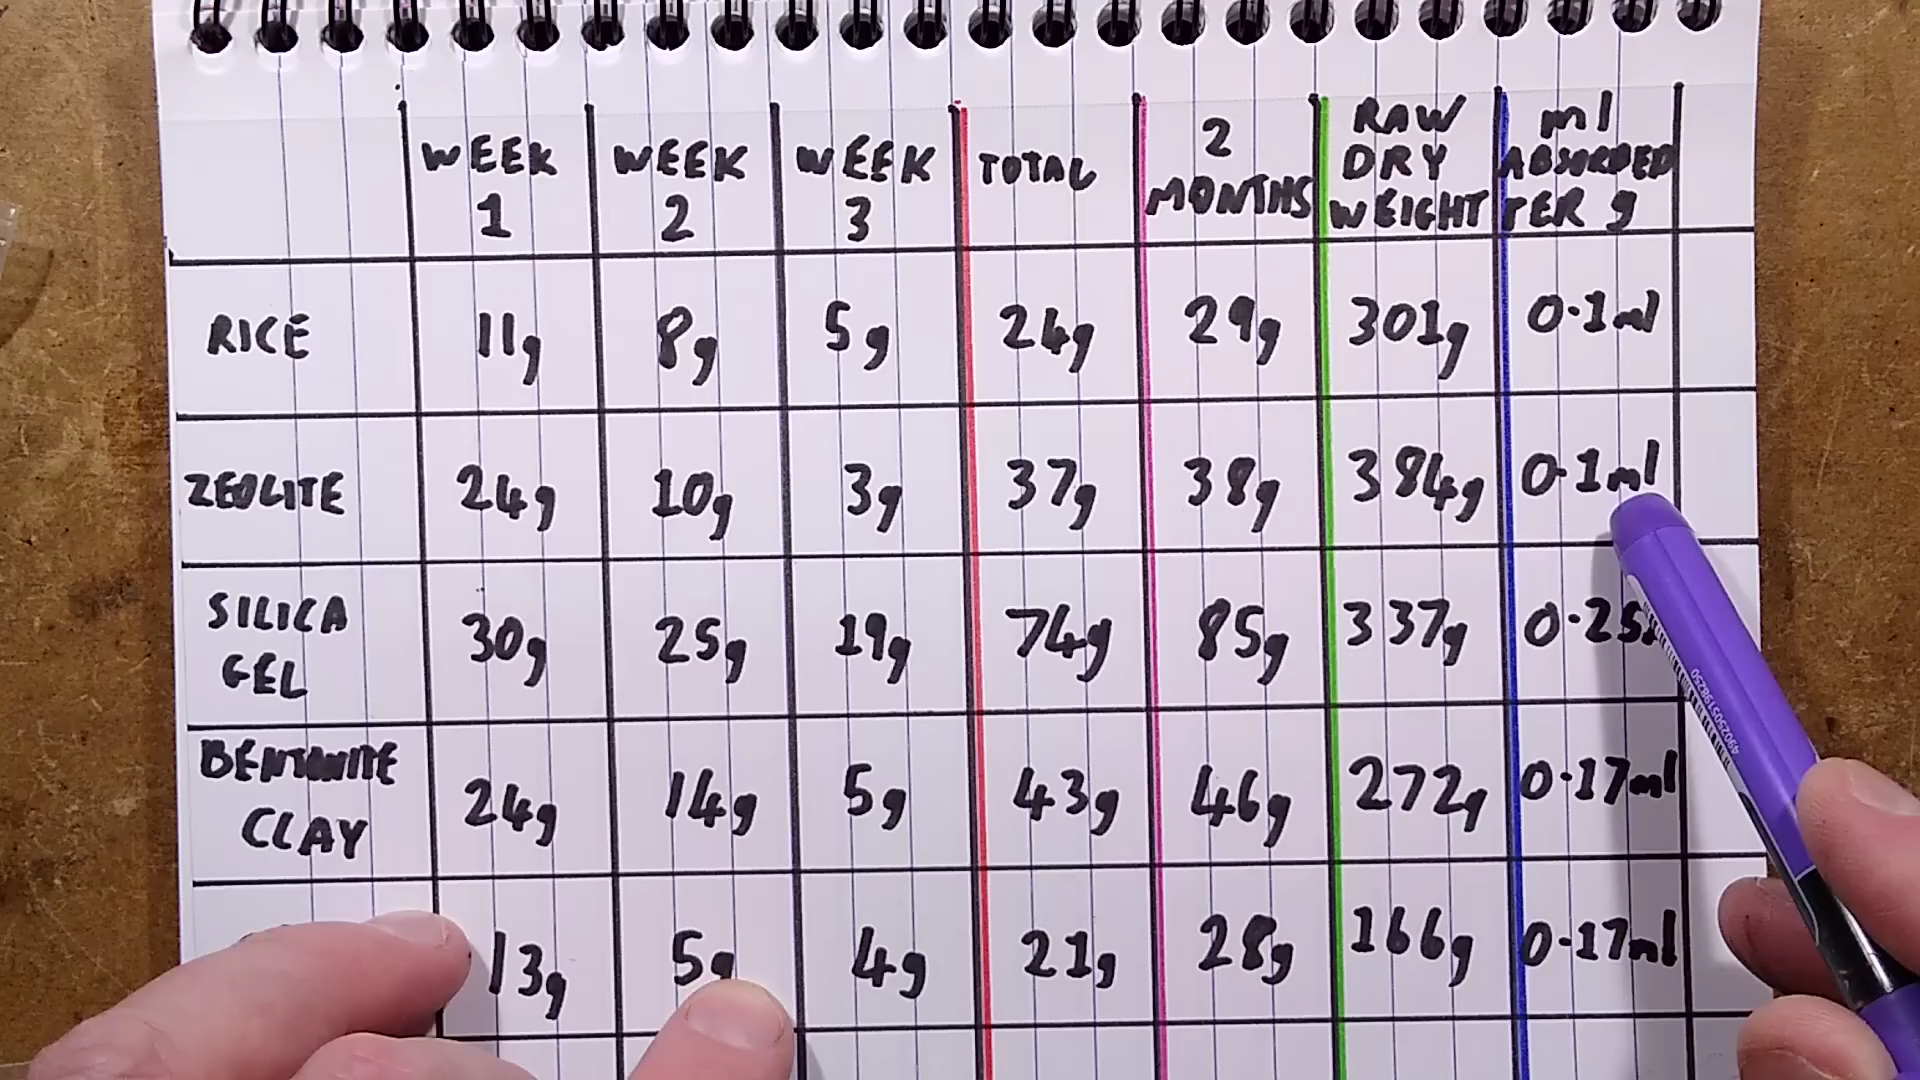 WEEK 1
WEEK 2
WEEK 3
TOTAL
2 MONTHS
RAW DRY WEIGHT
ml ABSORBED PER g
RICE 11g 8g 5g 24g 29g 301g 0.1ml
ZEOLITE 24g 10g 3g 37g 38g 384g 0.1ml
SILICA GEL 30g 25g 19g 74g 85g 337g 0.25
BENTONITE CLAY 24g 14g 5g 43g 46g 272g 0.17ml
13g 5g 4g 21g 28g 166g 0.17ml
4902505198250